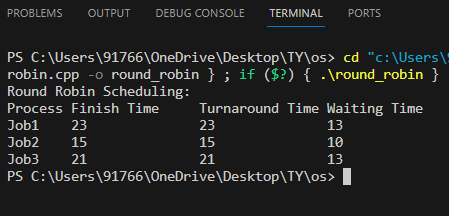 PROBLEMS OUTPUT DEBUG CONSOLE TERMINAL PORTS
PS C:\Users\91766\OneDrive\Desktop\TY\os> cd "c:\Users\9
robin.cpp -o round_robin } ; if ($?) { .\round_robin }
Round Robin Scheduling:
Process Finish Time Turnaround Time Waiting Time
Job1 23 23 13
Job2 15 15 10
Job3 21 21 13
PS C:\Users\91766\OneDrive\Desktop\TY\os>